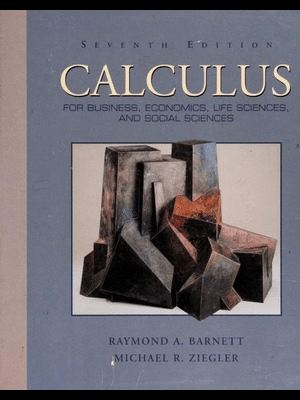 SEVENTH EDITION
CALCULUS
FOR BUSINESS, ECONOMICS, LIFE SCIENCES,
AND SOCIAL SCIENCES
RAYMOND A. BARNETT
MICHAEL R. ZIEGLER